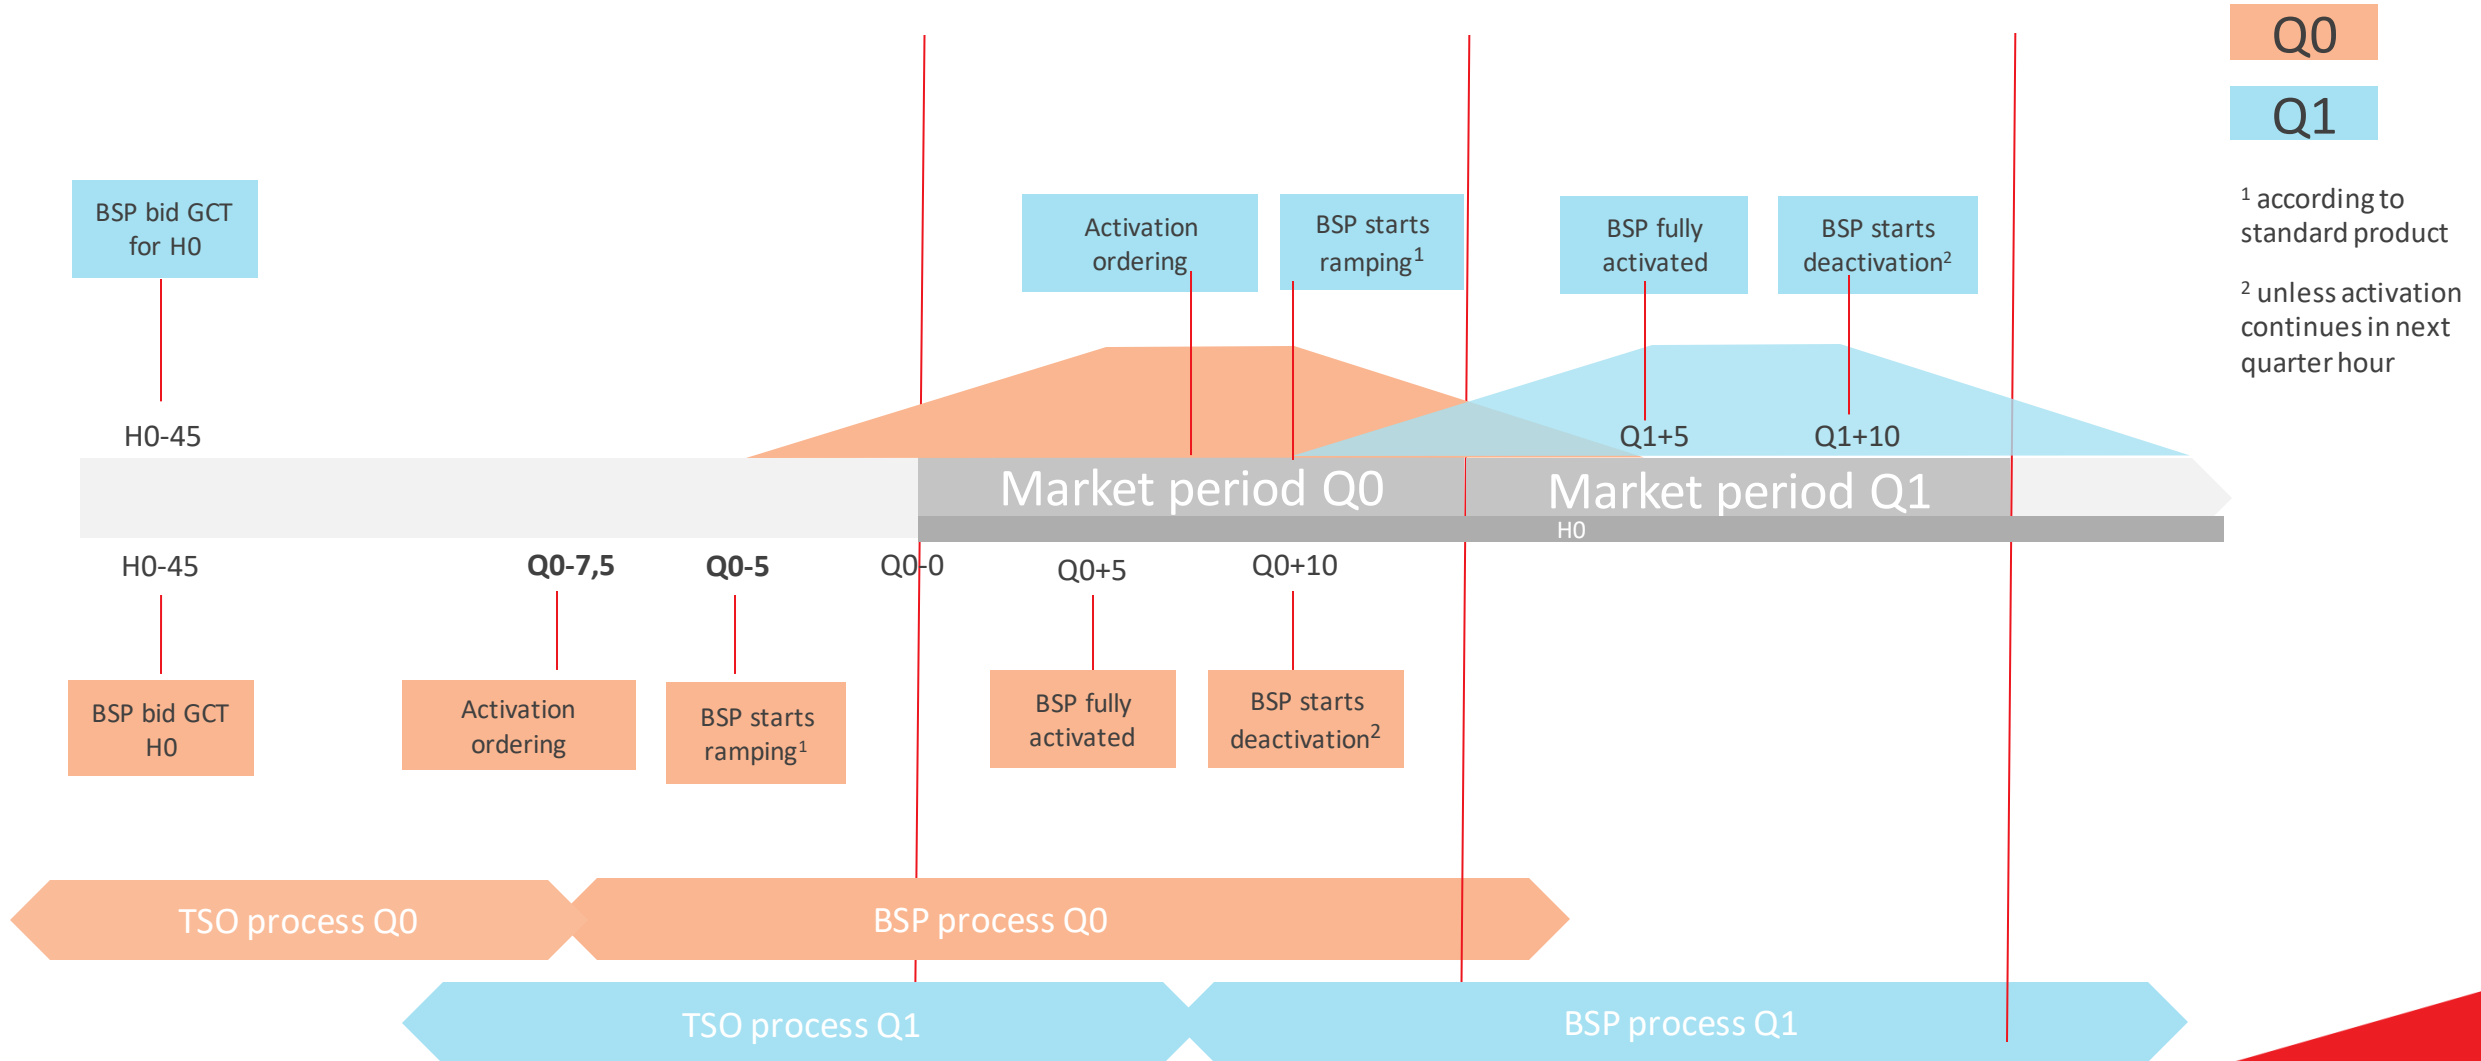 Q0
Q1
¹ according to
standard product
² unless activation
continues in next
quarter hour
BSP bid GCT
for H0
Activation
ordering
BSP starts
ramping¹
BSP fully
activated
BSP starts
deactivation²
H0-45
Q1+5
Q1+10
Market period Q0
Market period Q1
H0
H0-45
Q0-7,5
Q0-5
Q0-0
Q0+5
Q0+10
BSP bid GCT
H0
Activation
ordering
BSP starts
ramping¹
BSP fully
activated
BSP starts
deactivation²
TSO process Q0
BSP process Q0
TSO process Q1
BSP process Q1